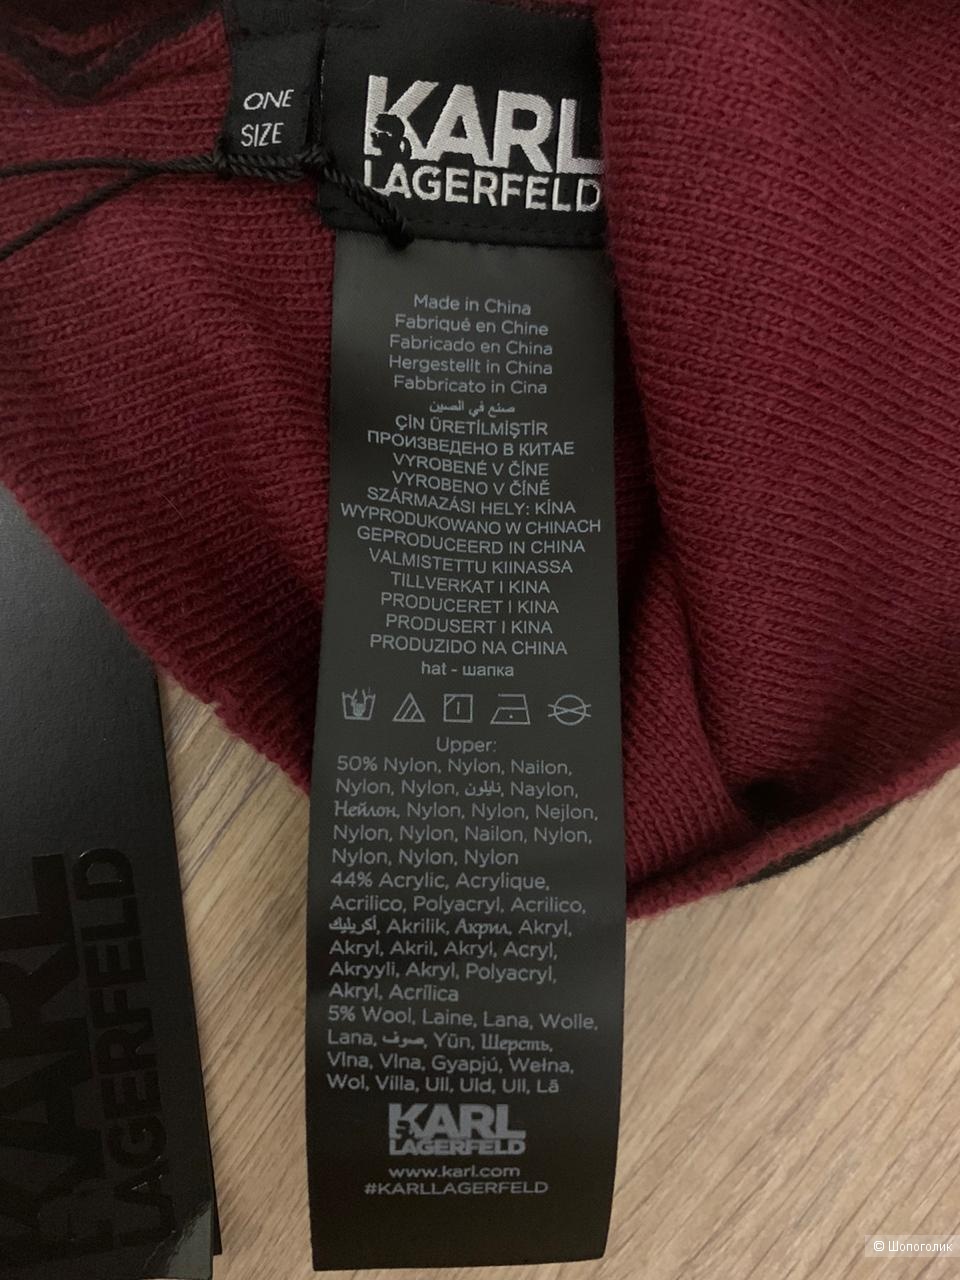 ONE
SIZE
KARL
LAGERFELD
Made in China
Fabriqué en Chine
Fabricado en China
Hergestellt in China
Fabbricato in Cina
صنع في الصين
ÇİN ÜRETİLMİŞTİR
ПРОИЗВЕДЕНО В КИТАЕ
VYROBENÉ V ČÍNE
VYROBENO V ČÍNĚ
SZÁRMAZÁSI HELY: KÍNA
WYPRODUKOWANO W CHINACH
GEPRODUCEERD IN CHINA
VALMISTETTU KIINASSA
TILLVERKAT I KINA
PRODUCERET I KINA
PRODUSERT I KINA
PRODUZIDO NA CHINA
hat - шапка
Upper:
50% Nylon, Nylon, Nailon,
Nylon, Nylon, نايلون, Naylon,
Нейлон, Nylon, Nylon, Nejlon,
Nylon, Nylon, Nailon, Nylon,
Nylon, Nylon, Nylon
44% Acrylic, Acrylique,
Acrilico, Polyacryl, Acrilico,
أكريليك, Akrilik, Акрил, Akryl,
Akryl, Akril, Akryl, Acryl,
Akryyli, Akryl, Polyacryl,
Akryl, Acrílica
5% Wool, Laine, Lana, Wolle,
Lana, صوف, Yün, Шерсть,
Vlna, Vlna, Gyapjú, Wełna,
Wol, Villa, Ull, Uld, Ull, Lã
KARL
LAGERFELD
www.karl.com
#KARLLAGERFELD
KARL
LAGERFELD
© Шопоголик